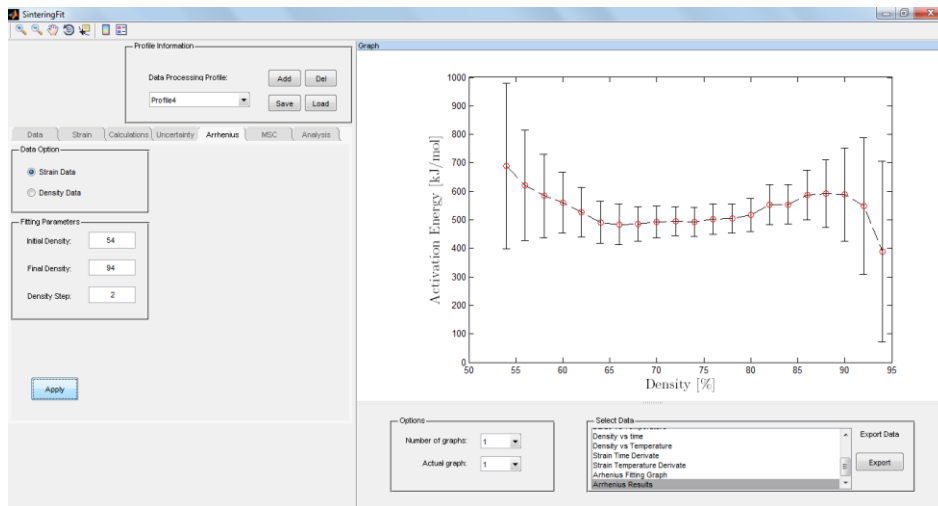 SinteringFit
Profile Information
Data Processing Profile:
Add
Del
Profile4
Save
Load
Data
Strain
Calculations
Uncertainty
Arrhenius
MSC
Analysis
Data Option
Strain Data
Density Data
Fitting Parameters
Initial Density:
54
Final Density:
94
Density Step:
2
Apply
Graph
1000
900
800
700
600
500
400
300
200
100
0
Activation Energy [kJ/mol]
50
55
60
65
70
75
80
85
90
95
Density [%]
Options
Number of graphs:
1
Actual graph:
1
Select Data
Density vs time
Density vs Temperature
Strain Time Derivate
Strain Temperature Derivate
Arhenius Fitting Graph
Arrhenius Results
Export Data
Export